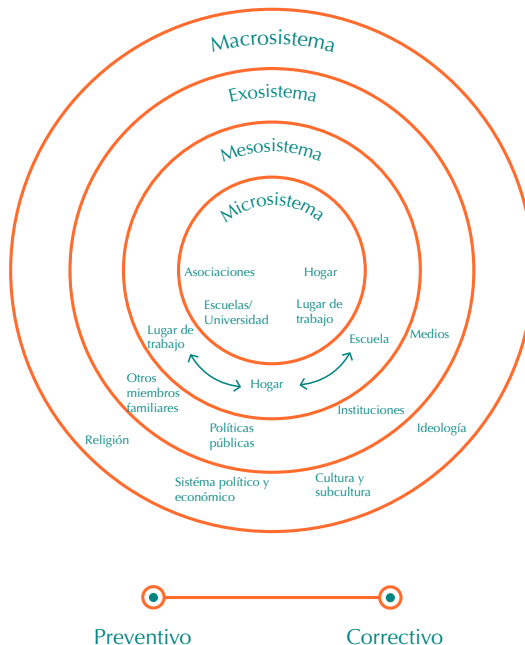 Macrosistema
Exosistema
Mesosistema
Microsistema
Asociaciones
Hogar
Escuelas/
Universidad
Lugar de
trabajo
Lugar de
trabajo
Escuela
Medios
Hogar
Otros
miembros
familiares
Instituciones
Políticas
públicas
Ideología
Religión
Sistéma político y
económico
Cultura y
subcultura
Preventivo
Correctivo